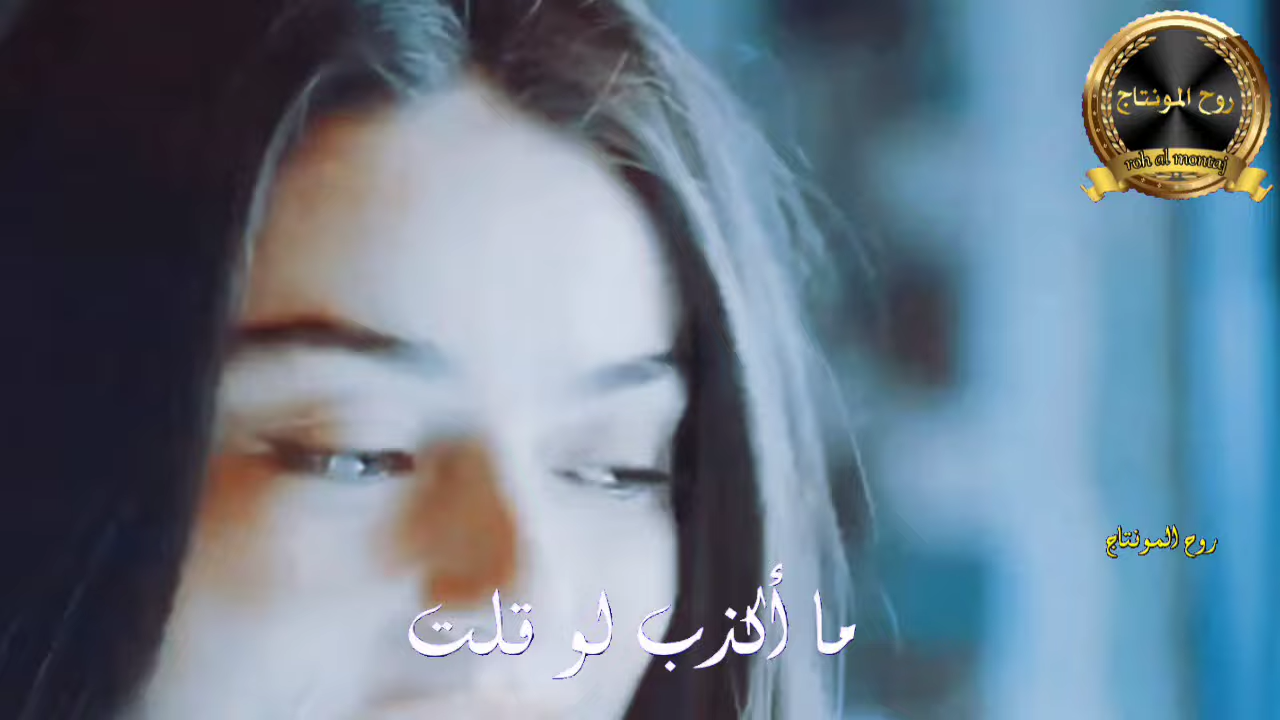 روح المونتاج
roh al montaj
روح المونتاج
ما أكذب لو قلت